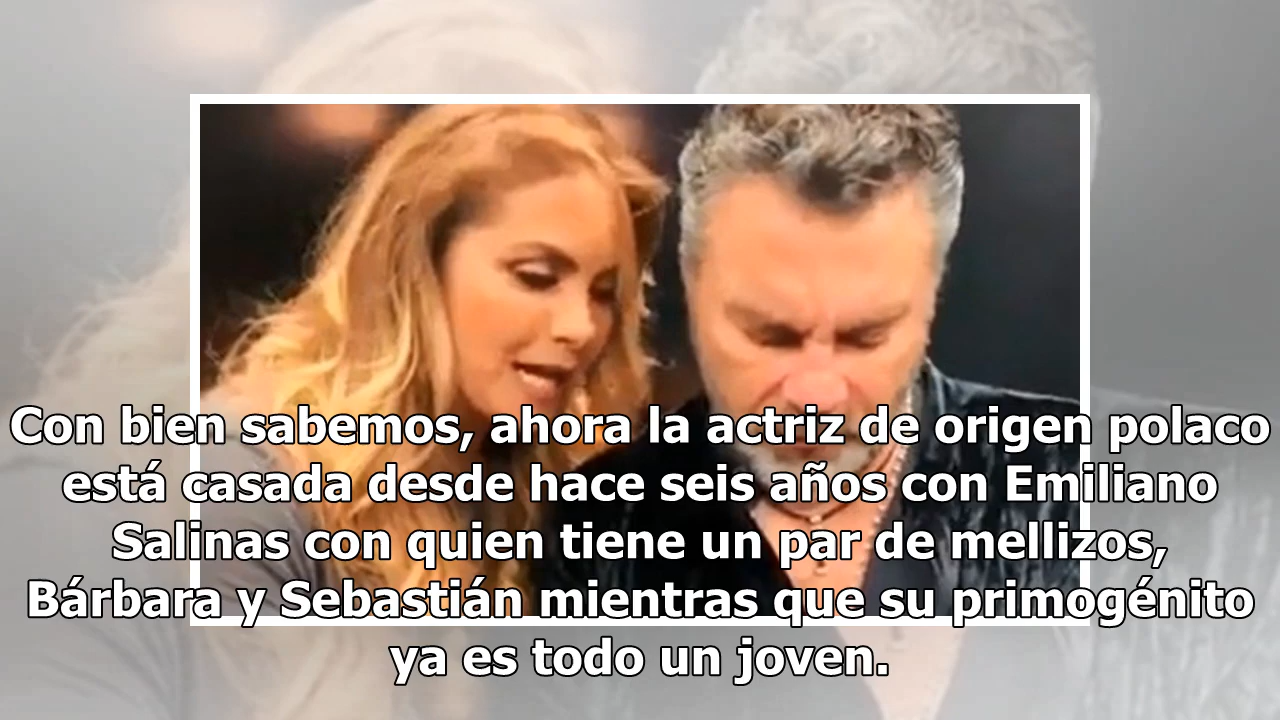 Con bien sabemos, ahora la actriz de origen polaco
está casada desde hace seis años con Emiliano
Salinas con quien tiene un par de mellizos,
Bárbara y Sebastián mientras que su primogénito
ya es todo un joven.